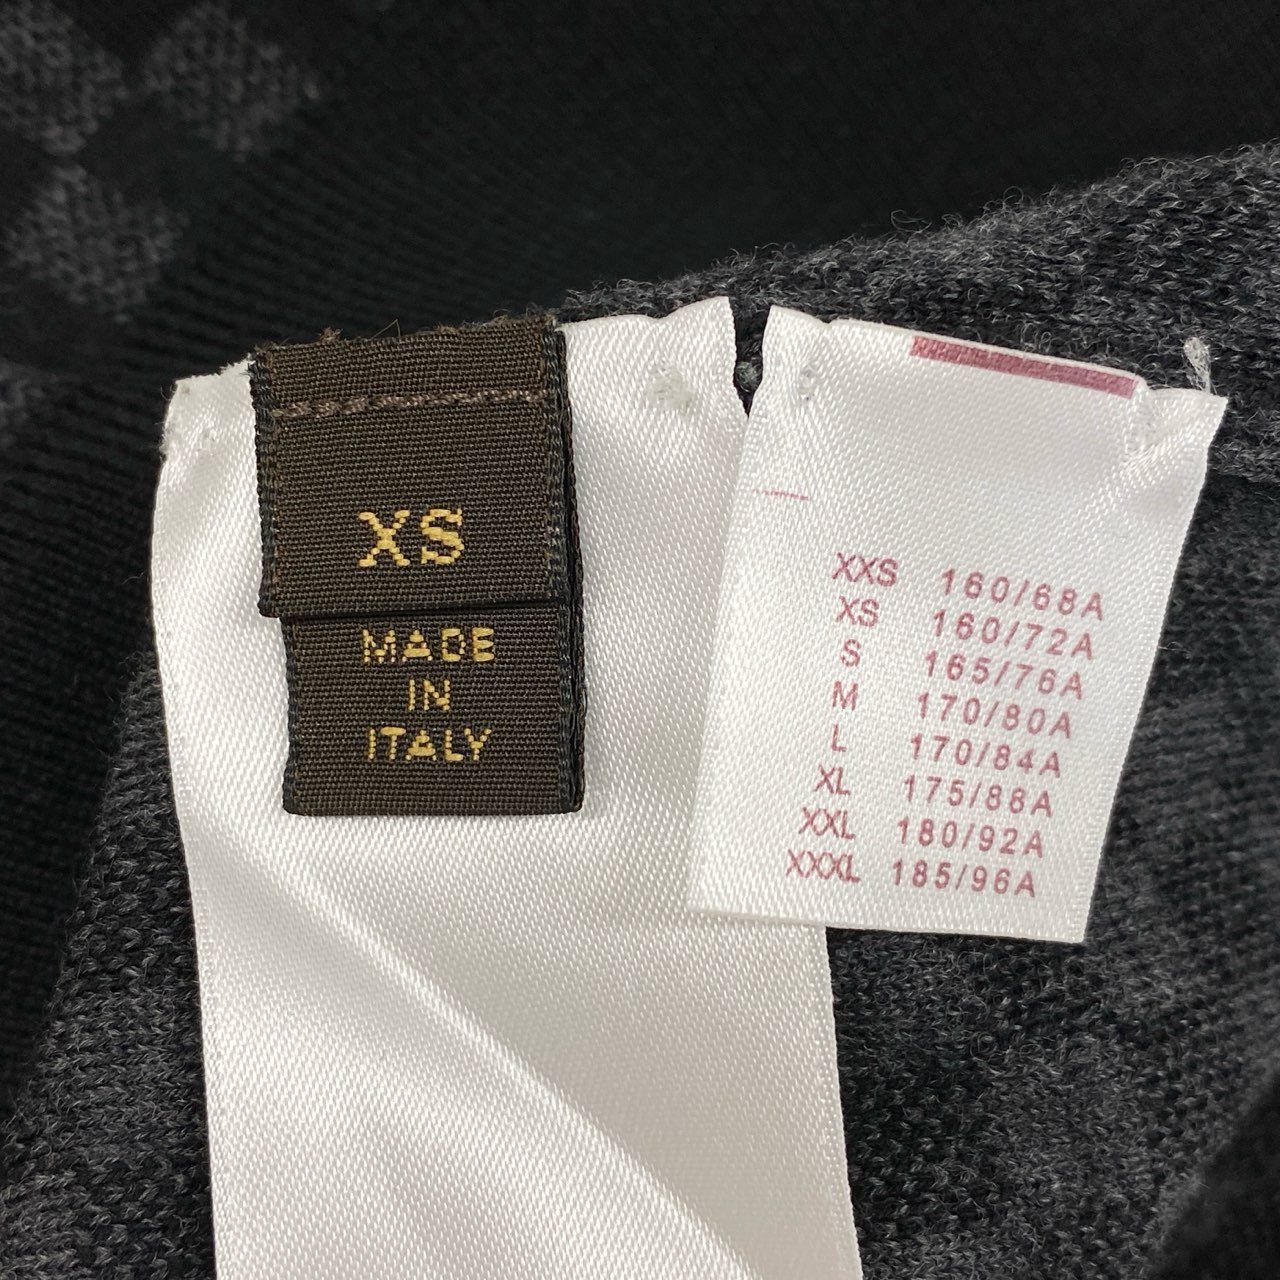 XS
MADE
IN
ITALY
XXS 160/68A
XS 160/72A
S 165/76A
M 170/80A
L 170/84A
XL 175/88A
XXL 180/92A
XXXL 185/96A